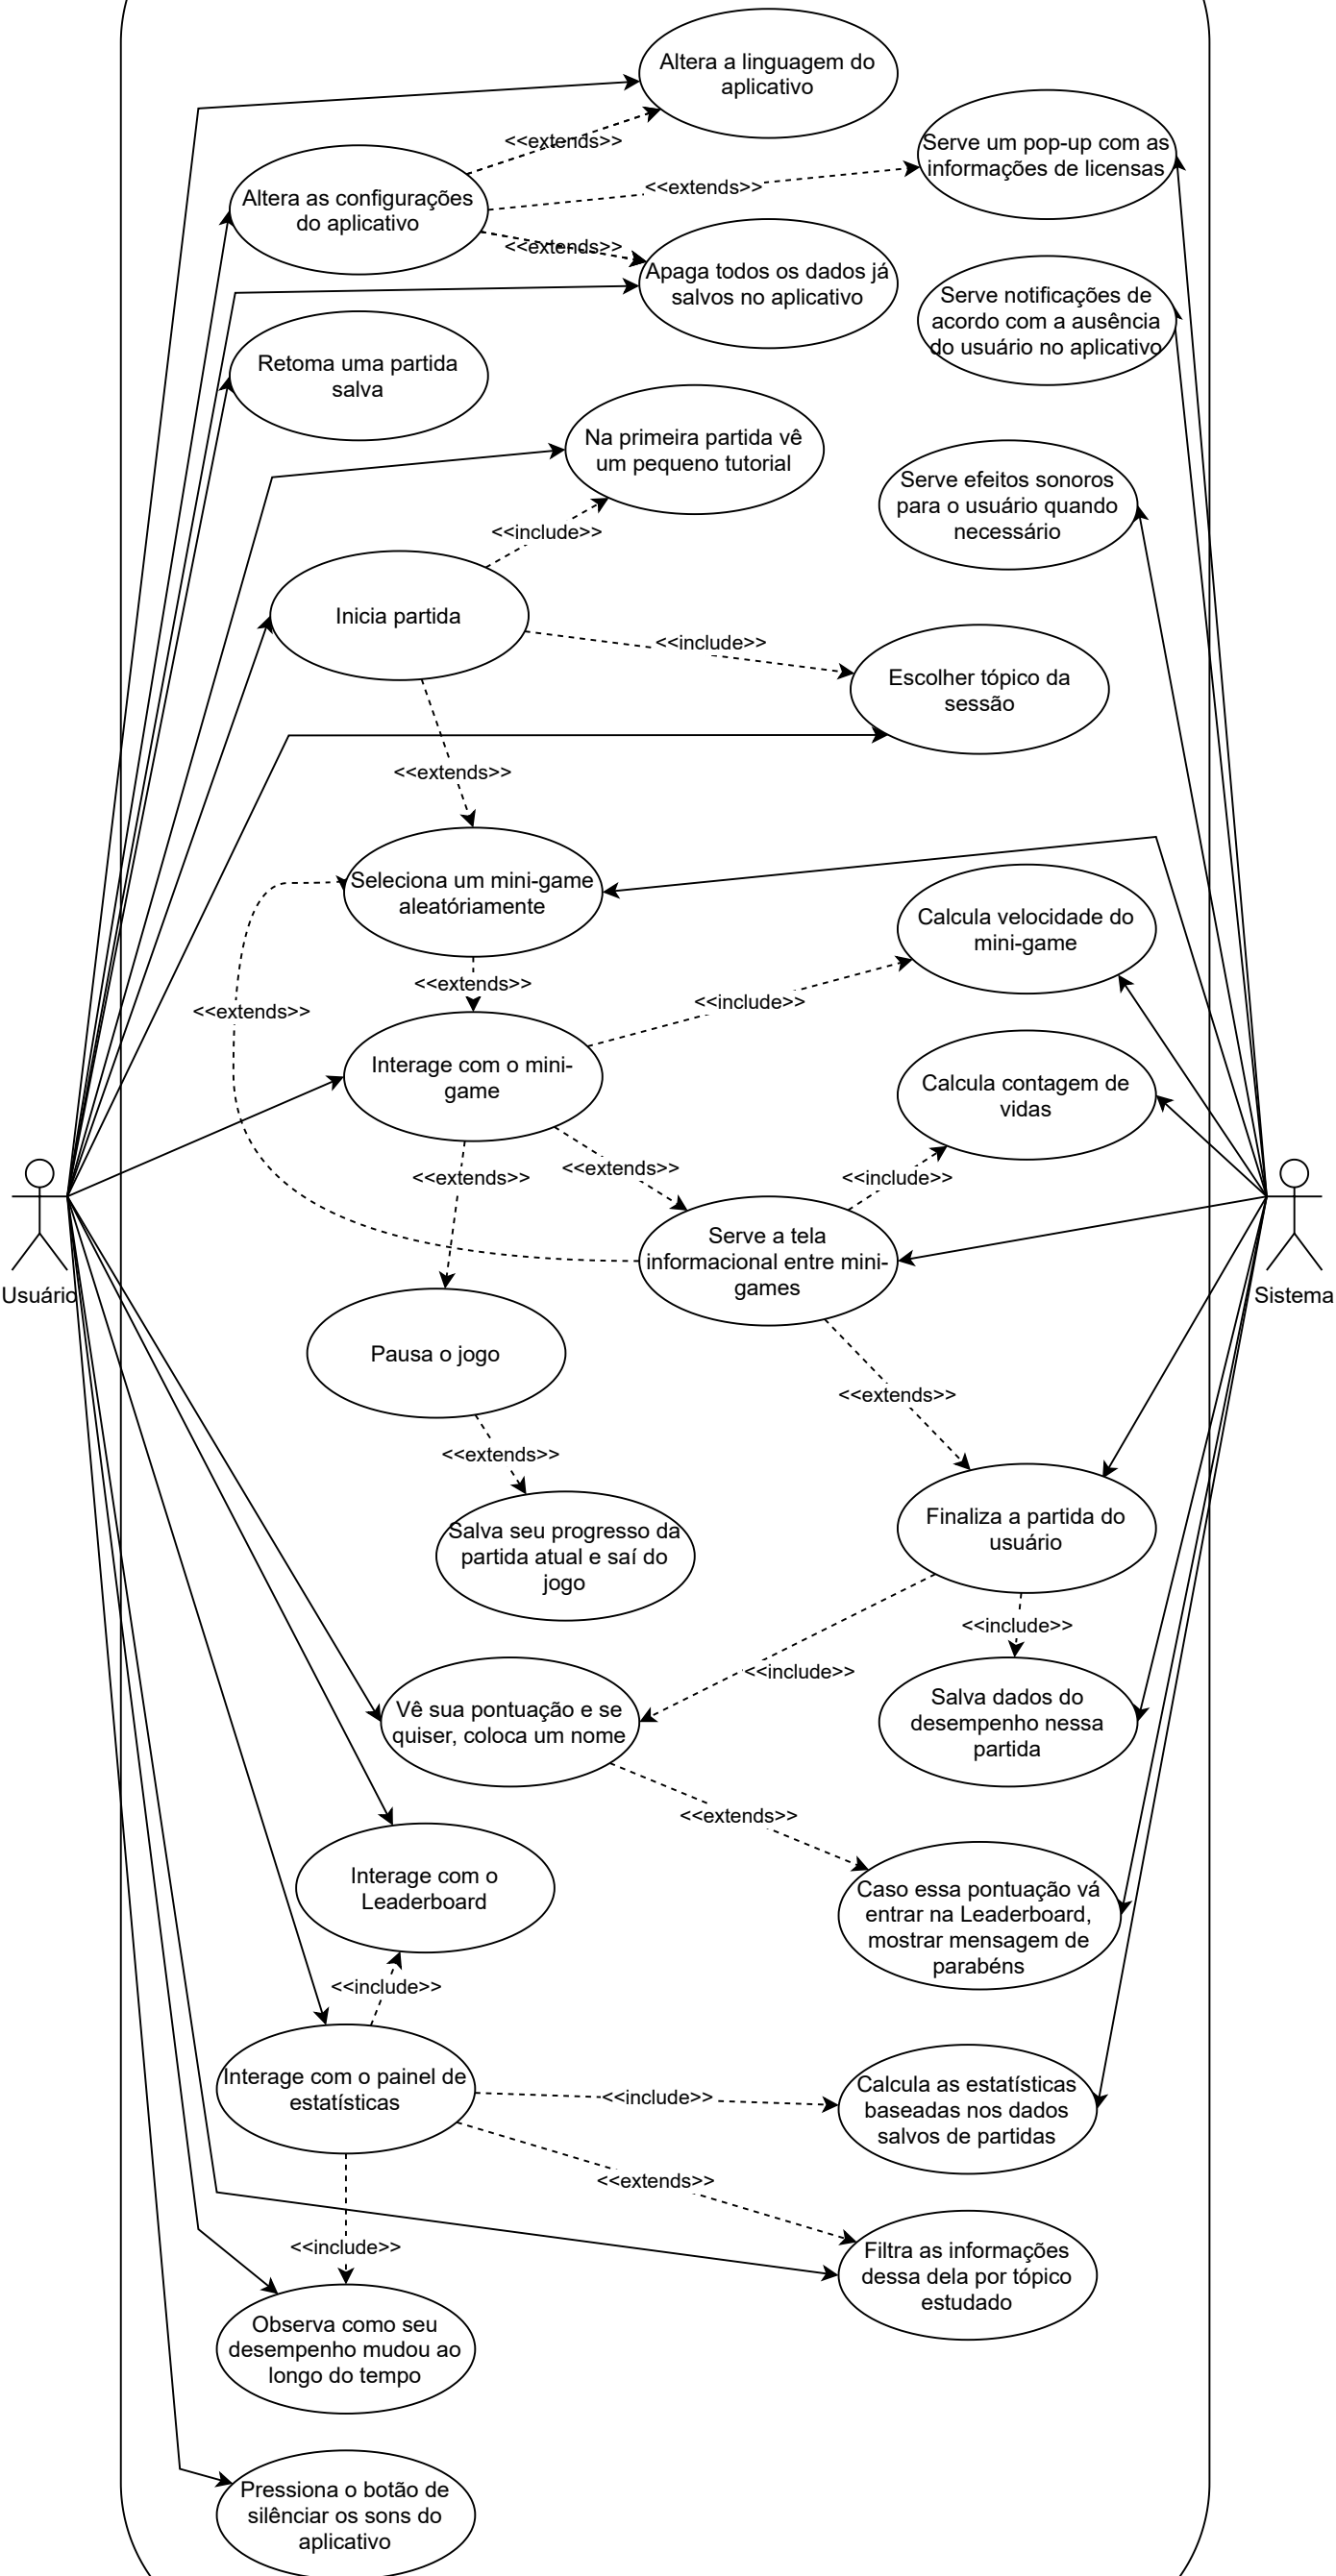 Altera a linguagem do
aplicativo
<<extends>>
Serve um pop-up com as
informações de licensas
<<extends>>
Altera as configurações
do aplicativo
<<extends>>
Apaga todos os dados já
salvos no aplicativo
Serve notificações de
acordo com a ausência
do usuário no aplicativo
Retoma uma partida
salva
Na primeira partida vê
um pequeno tutorial
Serve efeitos sonoros
para o usuário quando
necessário
<<include>>
Inicia partida
<<include>>
Escolher tópico da
sessão
<<extends>>
Seleciona um mini-game
aleatóriamente
Calcula velocidade do
mini-game
<<extends>>
<<include>>
<<extends>>
Interage com o mini-
game
Calcula contagem de
vidas
<<extends>>
<<extends>>
<<include>>
Serve a tela
informacional entre mini-
games
Usuário
Sistema
Pausa o jogo
<<extends>>
<<extends>>
Salva seu progresso da
partida atual e saí do
jogo
Finaliza a partida do
usuário
<<include>>
<<include>>
Vê sua pontuação e se
quiser, coloca um nome
Salva dados do
desempenho nessa
partida
<<extends>>
Interage com o
Leaderboard
Caso essa pontuação vá
entrar na Leaderboard,
mostrar mensagem de
parabéns
<<include>>
Interage com o painel de
estatísticas
<<include>>
Calcula as estatísticas
baseadas nos dados
salvos de partidas
<<extends>>
<<include>>
Filtra as informações
dessa dela por tópico
estudado
Observa como seu
desempenho mudou ao
longo do tempo
Pressiona o botão de
silênciar os sons do
aplicativo